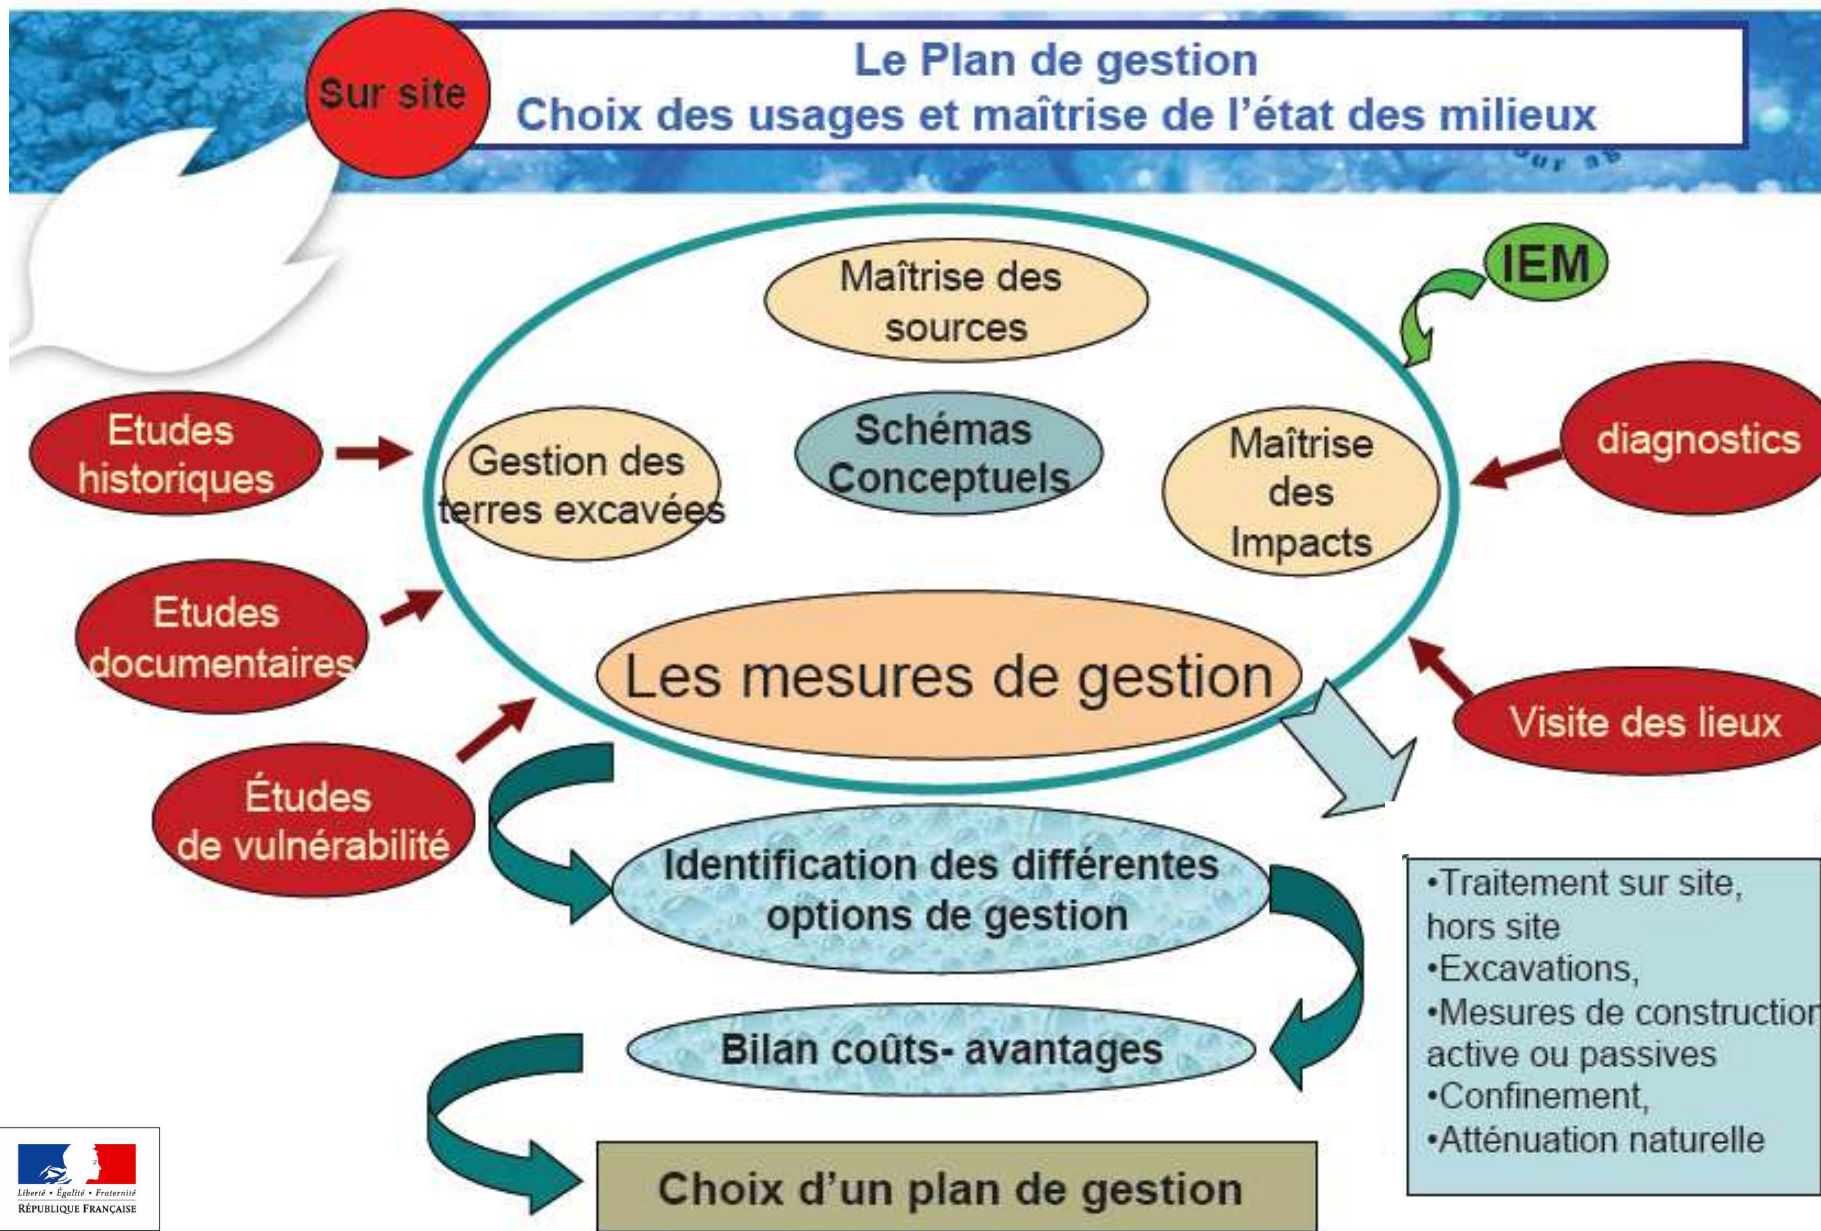 Sur site
Le Plan de gestion
Choix des usages et maîtrise de l'état des milieux
our ag
IEM
Maîtrise des
sources
Schémas
Conceptuels
Etudes
historiques
Gestion des
terres excavées
Maîtrise
des
Impacts
diagnostics
Etudes
documentaires
Les mesures de gestion
Visite des lieux
Études
de vulnérabilité
Identification des différentes
options de gestion
Bilan coûts- avantages
Choix d'un plan de gestion
•Traitement sur site,
hors site
•Excavations,
•Mesures de construction
active ou passives
•Confinement,
•Atténuation naturelle
Liberté • Égalité • Fraternité
RÉPUBLIQUE FRANÇAISE